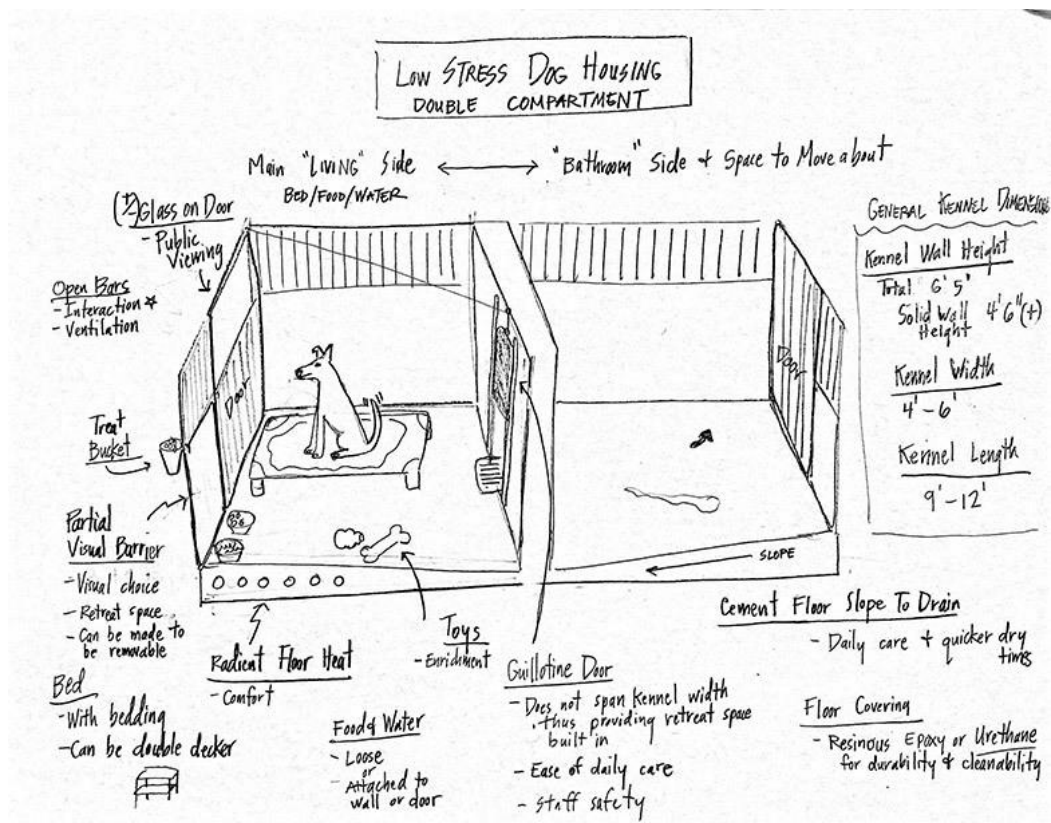 Low Stress Dog Housing
Double Compartment
Main "Living" Side
Bed/Food/Water
"Bathroom" Side + Space to Move about
(½) Glass on Door
- Public
Viewing
Open Bars
- Interaction ☆
- Ventilation
Door
Treat
Bucket
Partial
Visual Barrier
- Visual choice
- Retreat space
- Can be made to
be removable
Bed
- With bedding
- Can be double decker
Radient Floor Heat
- Comfort
Food & Water
- Loose
or
- Attached to
wall or door
Toys
- Enrichment
Guillotine Door
- Does not span kennel width
thus providing retreat space
built in
- Ease of daily care
- Staff safety
Door
SLOPE
Cement Floor Slope To Drain
- Daily care + quicker dry
times
Floor Covering
- Resinous Epoxy or Urethane
for durability & cleanability
General Kennel Dimensions
Kennel Wall Height
Total 6' 5"
Solid Wall 4' 6" (+)
Height
Kennel Width
4' - 6'
Kennel Length
9' - 12'